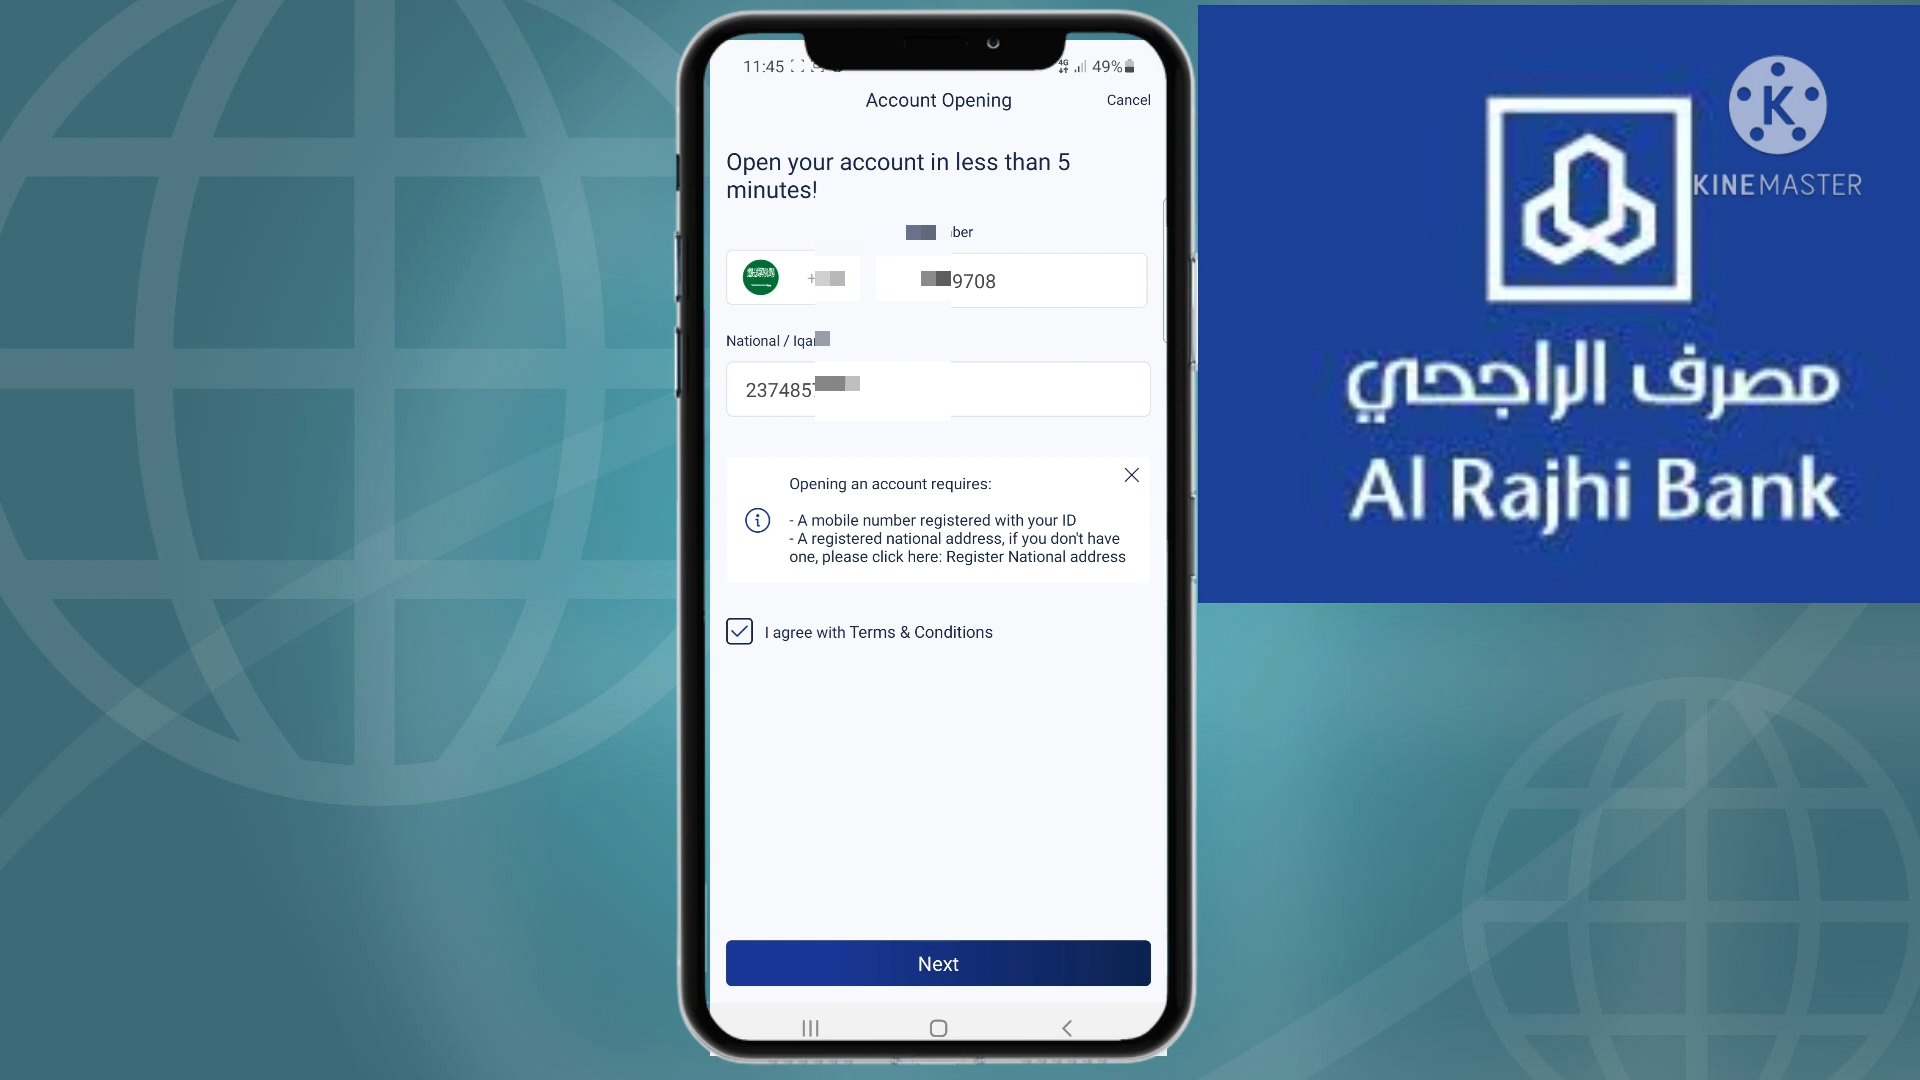 11:45
49%
Account Opening
Cancel
Open your account in less than 5
minutes!
ber
9708
National / Iqa
237485
Opening an account requires:
- A mobile number registered with your ID
- A registered national address, if you don't have
one, please click here: Register National address
I agree with Terms & Conditions
Next
K
KINEMASTER
مصرف الراجحي
Al Rajhi Bank